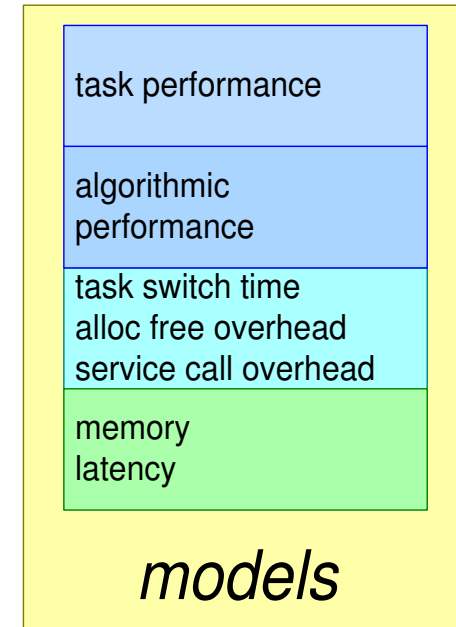 task performance
algorithmic
performance
task switch time
alloc free overhead
service call overhead
memory
latency
models